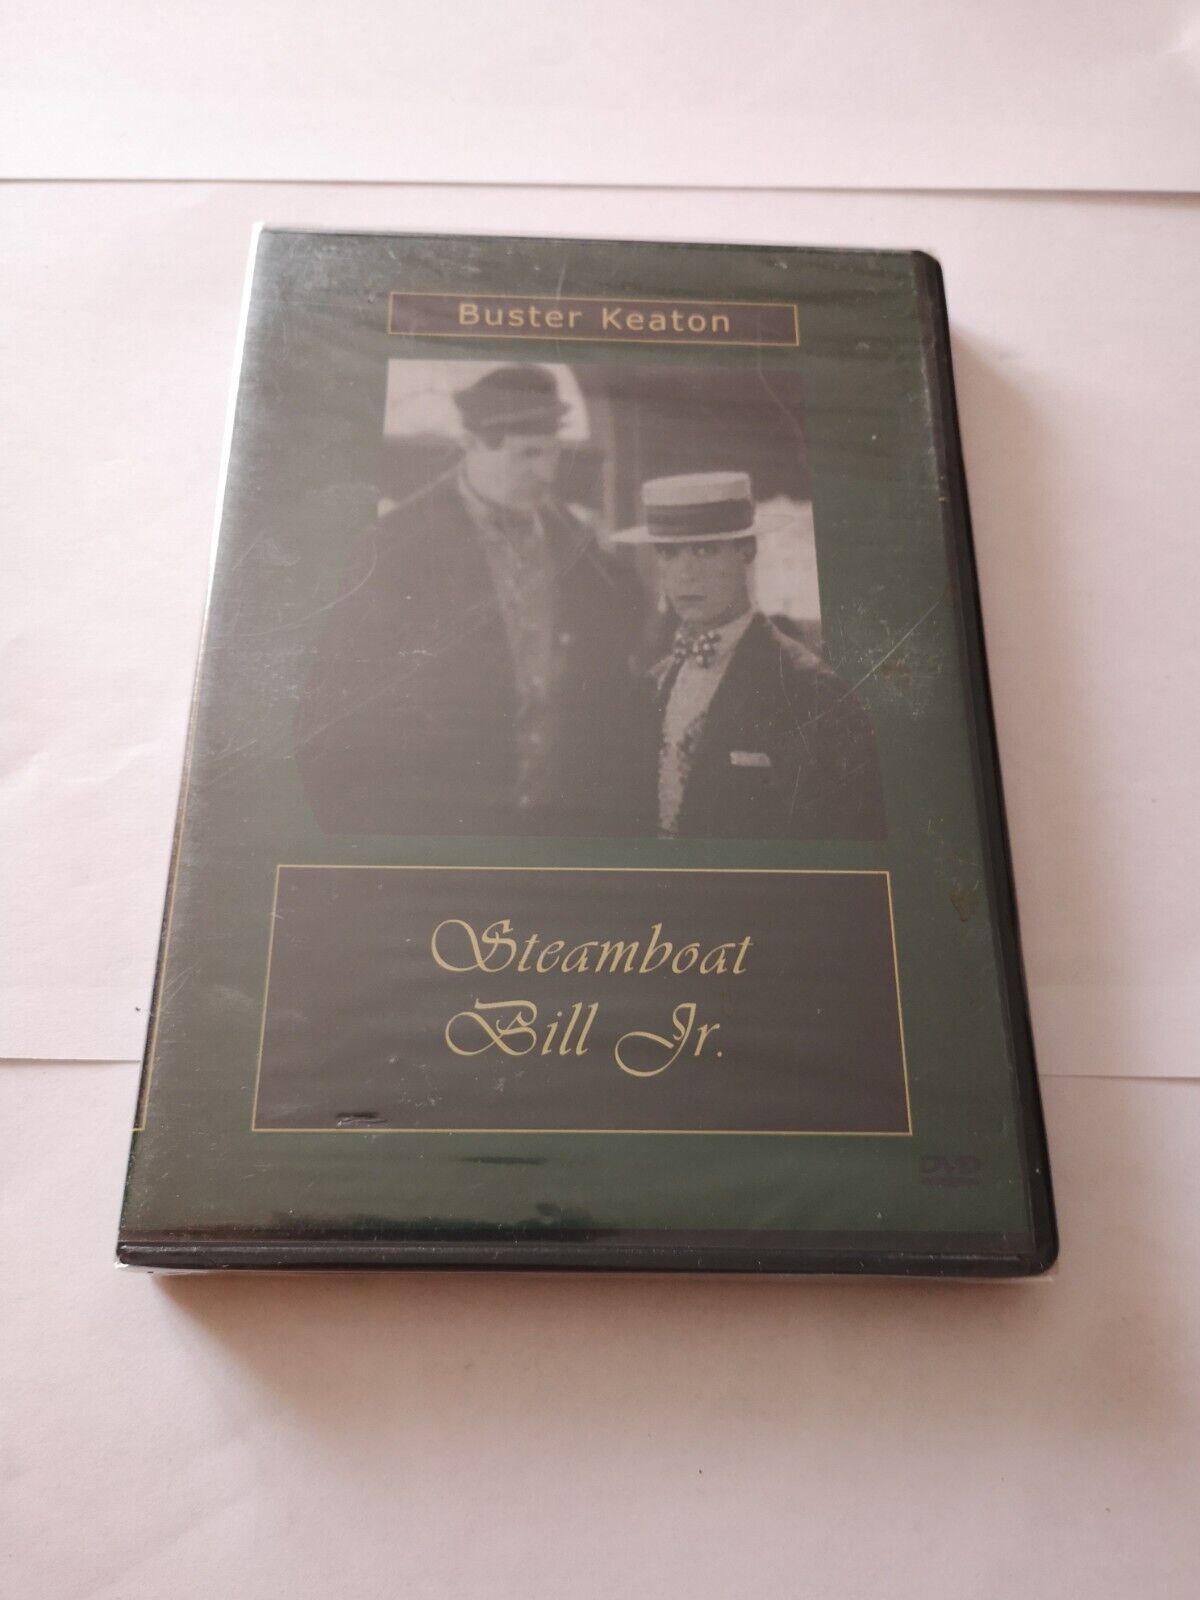 Buster Keaton
Steamboat
Bill Jr.
DVD